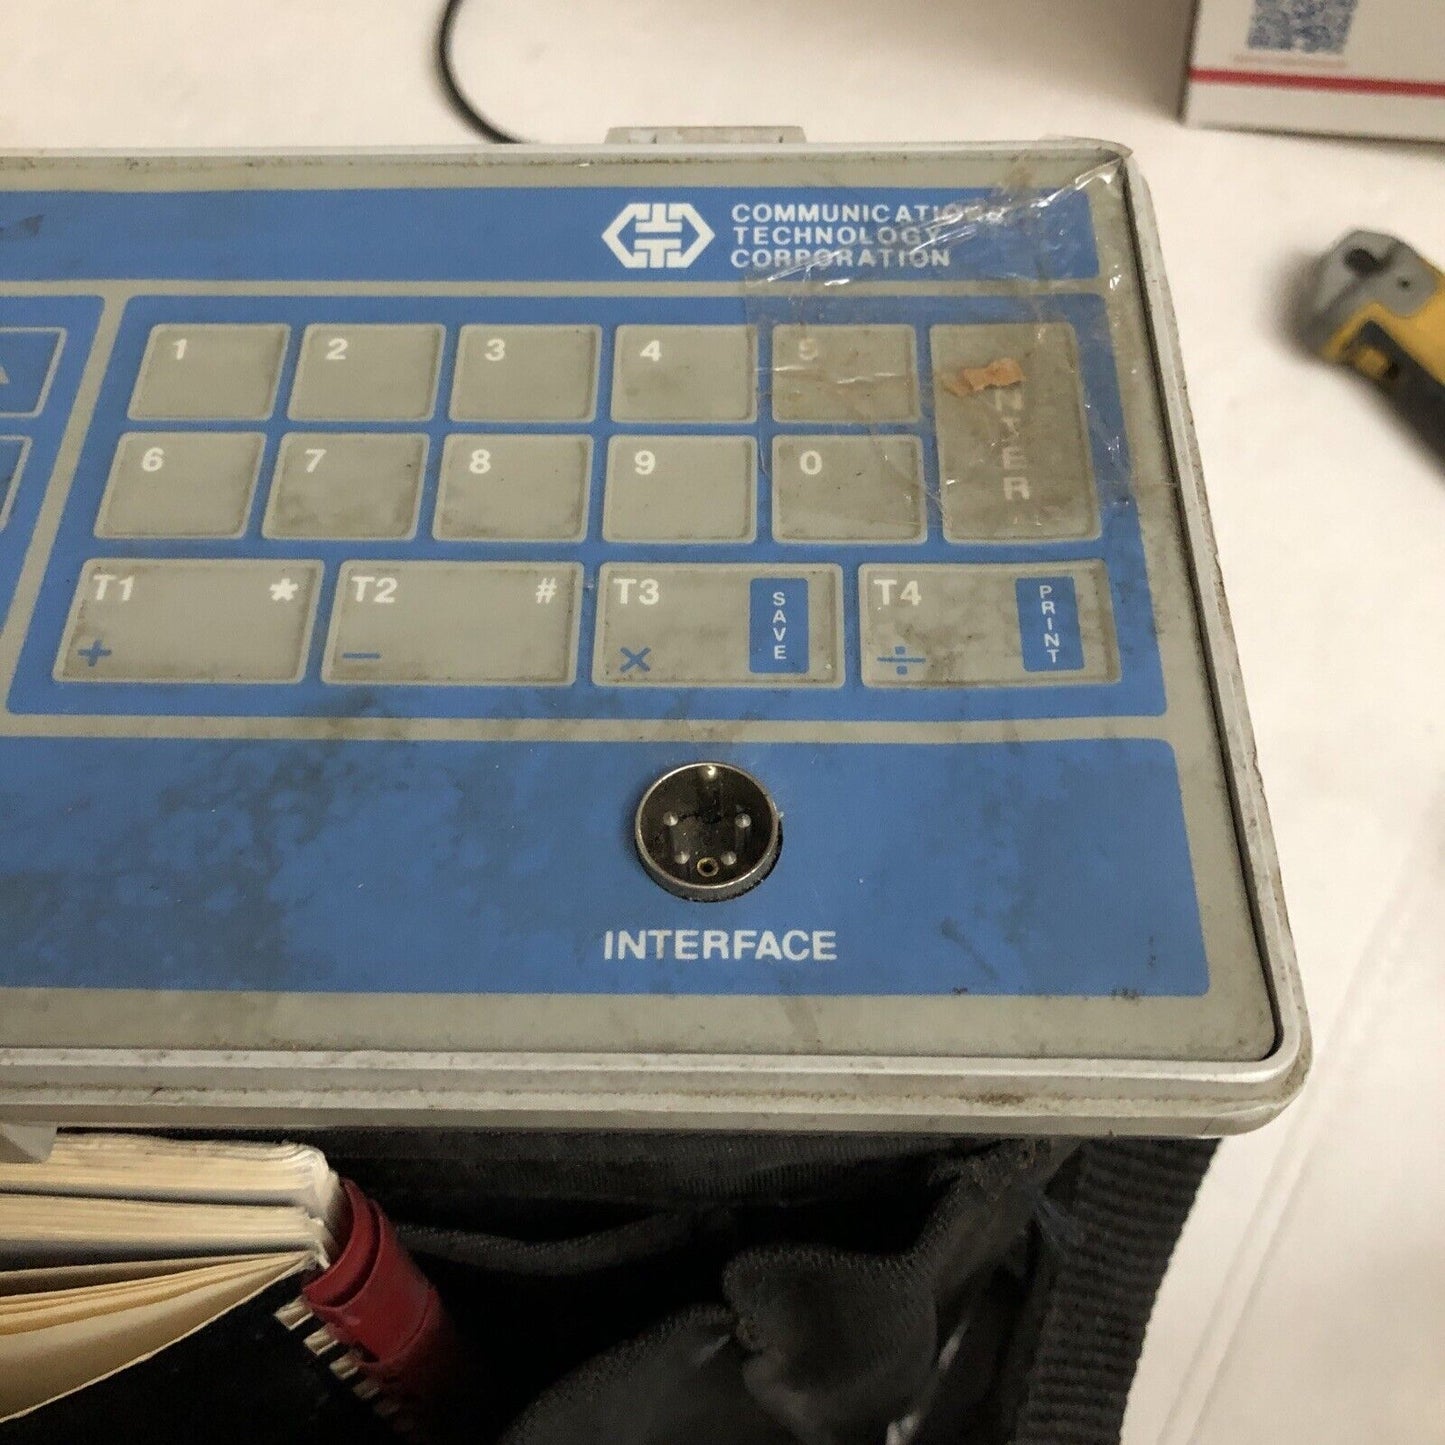 COMMUNICATION
TECHNOLOGY
CORPORATION
1 2 3 4 5 ENTER
6 7 8 9 0
T1 * T2 # T3 SAVE T4 PRINT
+ − × ÷
INTERFACE